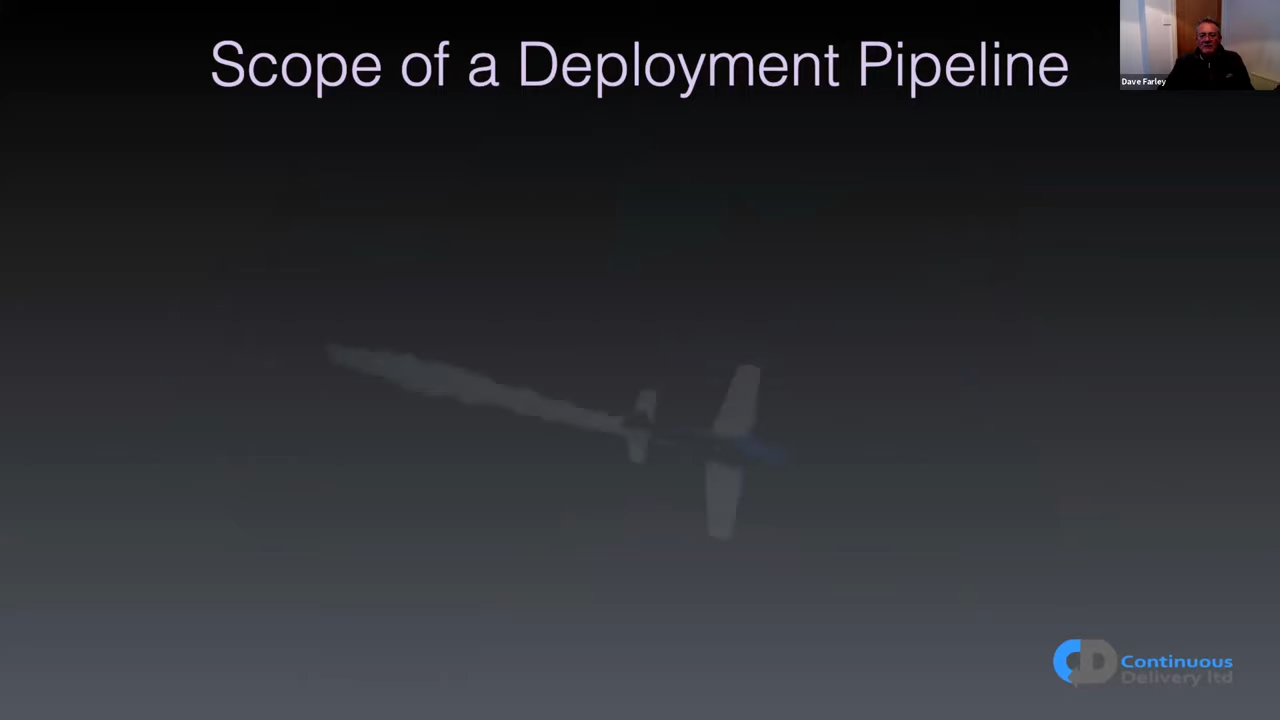 Scope of a Deployment Pipeline
Dave Farley
Continuous
Delivery ltd